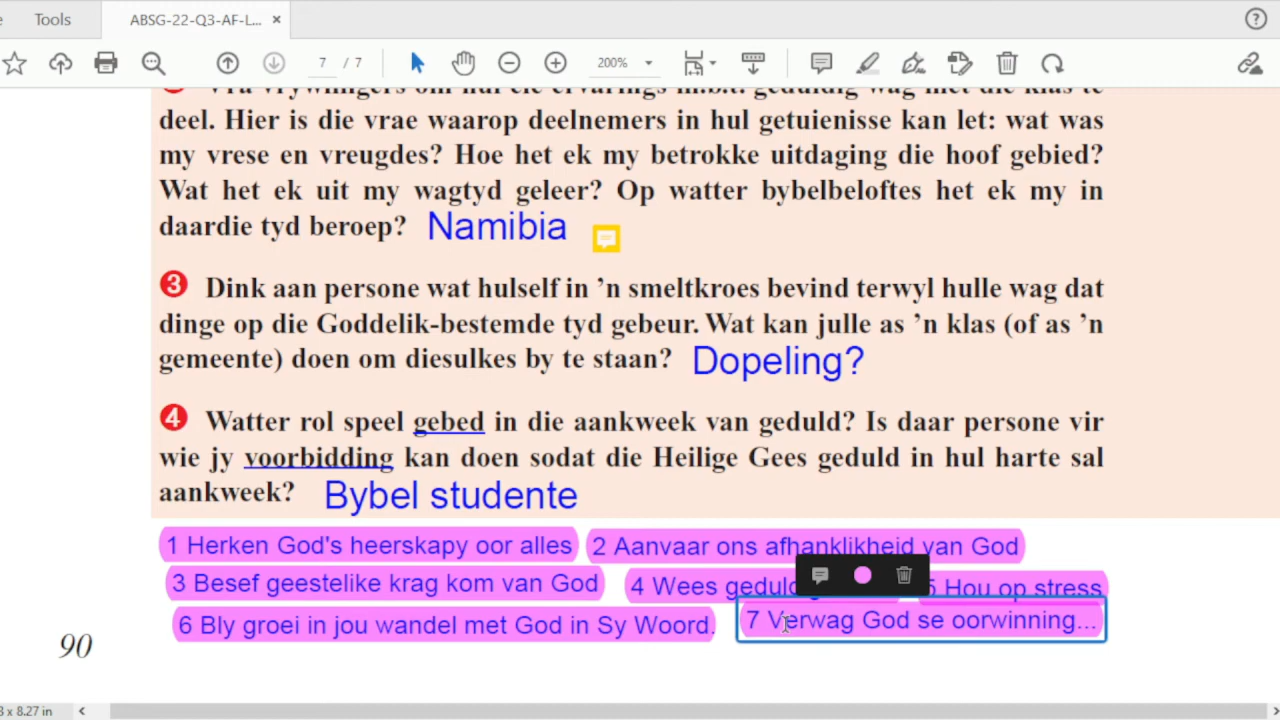 Tools
ABSG-22-Q3-AF-L... ×
7 / 7
200%
deel. Hier is die vrae waarop deelnemers in hul getuienisse kan let: wat was
my vrese en vreugdes? Hoe het ek my betrokke uitdaging die hoof gebied?
Wat het ek uit my wagtyd geleer? Op watter bybelbeloftes het ek my in
daardie tyd beroep? Namibia
3 Dink aan persone wat hulself in ’n smeltkroes bevind terwyl hulle wag dat
dinge op die Goddelik-bestemde tyd gebeur. Wat kan julle as ’n klas (of as ’n
gemeente) doen om diesulkes by te staan? Dopeling?
4 Watter rol speel gebed in die aankweek van geduld? Is daar persone vir
wie jy voorbidding kan doen sodat die Heilige Gees geduld in hul harte sal
aankweek? Bybel studente
1 Herken God's heerskapy oor alles 2 Aanvaar ons afhanklikheid van God
3 Besef geestelike krag kom van God 4 Wees 5 Hou op stress
6 Bly groei in jou wandel met God in Sy Woord. 7 Verwag God se oorwinning...
90
x 8.27 in